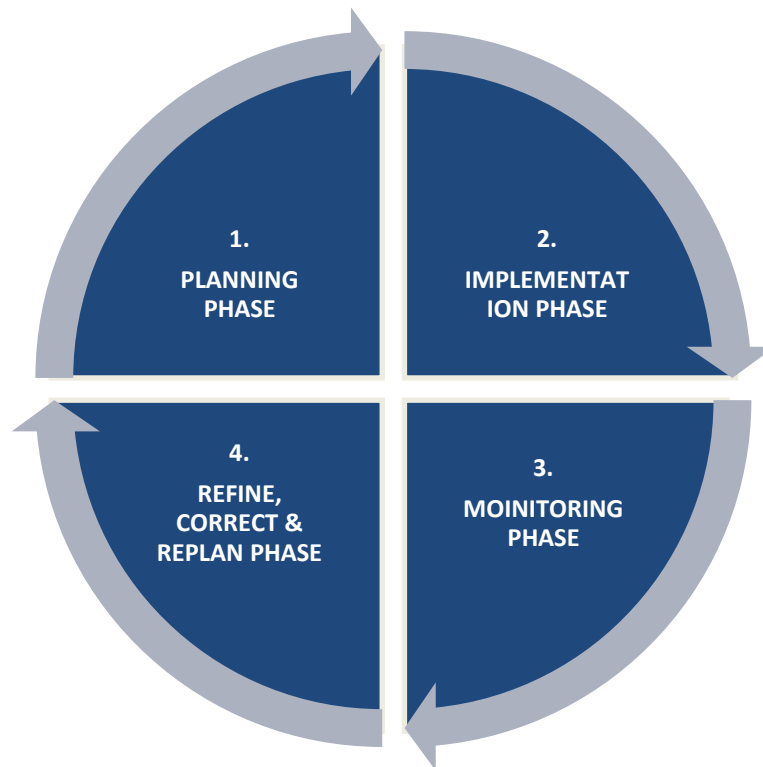 1.
PLANNING
PHASE
2.
IMPLEMENTAT
ION PHASE
3.
MOINITORING
PHASE
4.
REFINE,
CORRECT &
REPLAN PHASE